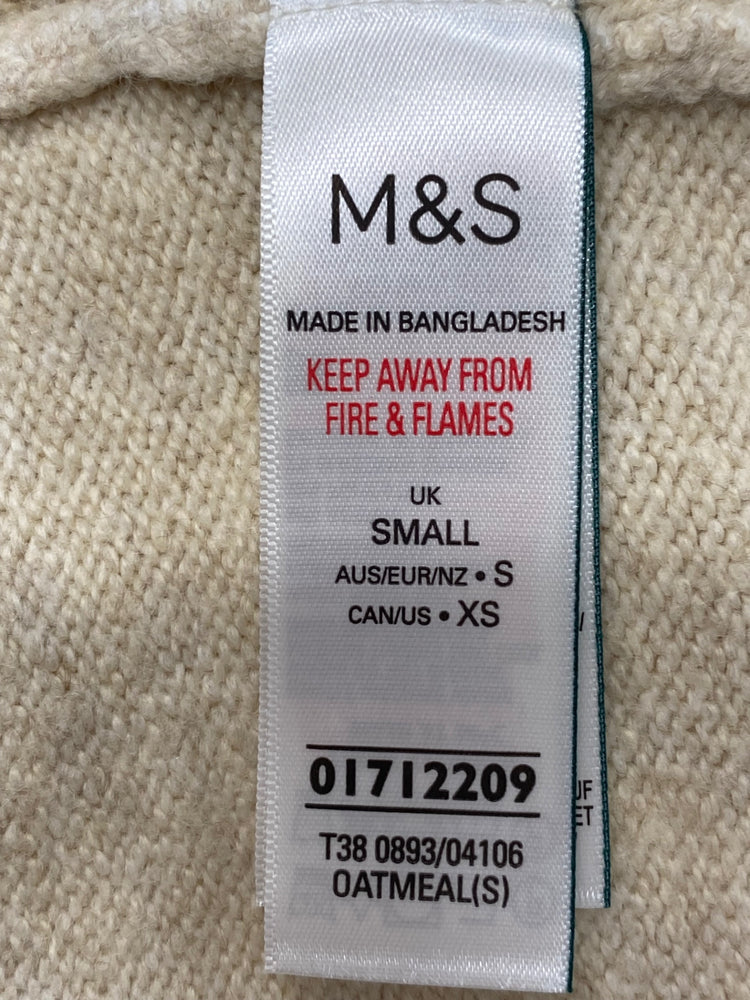 M&S
MADE IN BANGLADESH
KEEP AWAY FROM
FIRE & FLAMES
UK
SMALL
AUS/EUR/NZ • S
CAN/US • XS
01712209
T38 0893/04106
OATMEAL(S)